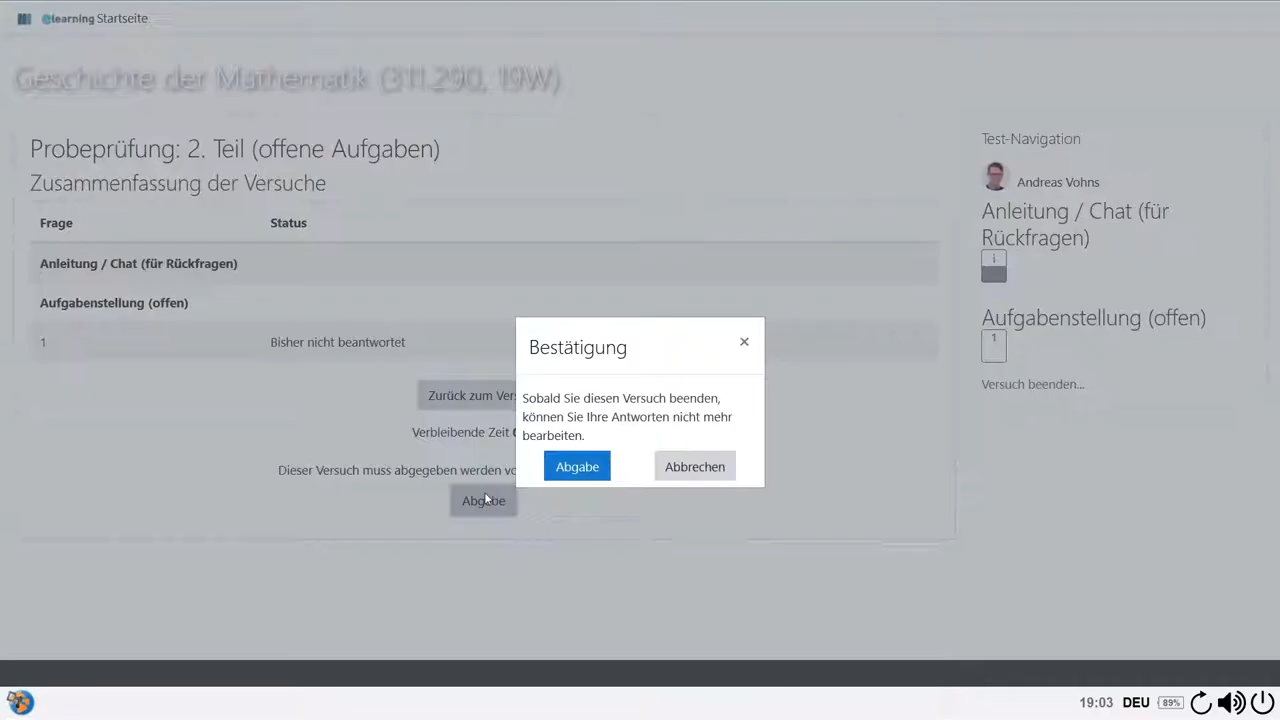 elearning Startseite
Geschichte der Mathematik (311.290, 19W)
Probeprüfung: 2. Teil (offene Aufgaben)
Zusammenfassung der Versuche
Frage Status
Anleitung / Chat (für Rückfragen)
Aufgabenstellung (offen)
1 Bisher nicht beantwortet
Zurück zum
Verbleibende Zeit
Dieser Versuch muss abgegeben werden
Abgabe
Bestätigung ×
Sobald Sie diesen Versuch beenden,
können Sie Ihre Antworten nicht mehr
bearbeiten.
Abgabe Abbrechen
Test-Navigation
Andreas Vohns
Anleitung / Chat (für
Rückfragen)
i
Aufgabenstellung (offen)
1
Versuch beenden...
19:03 DEU 89%